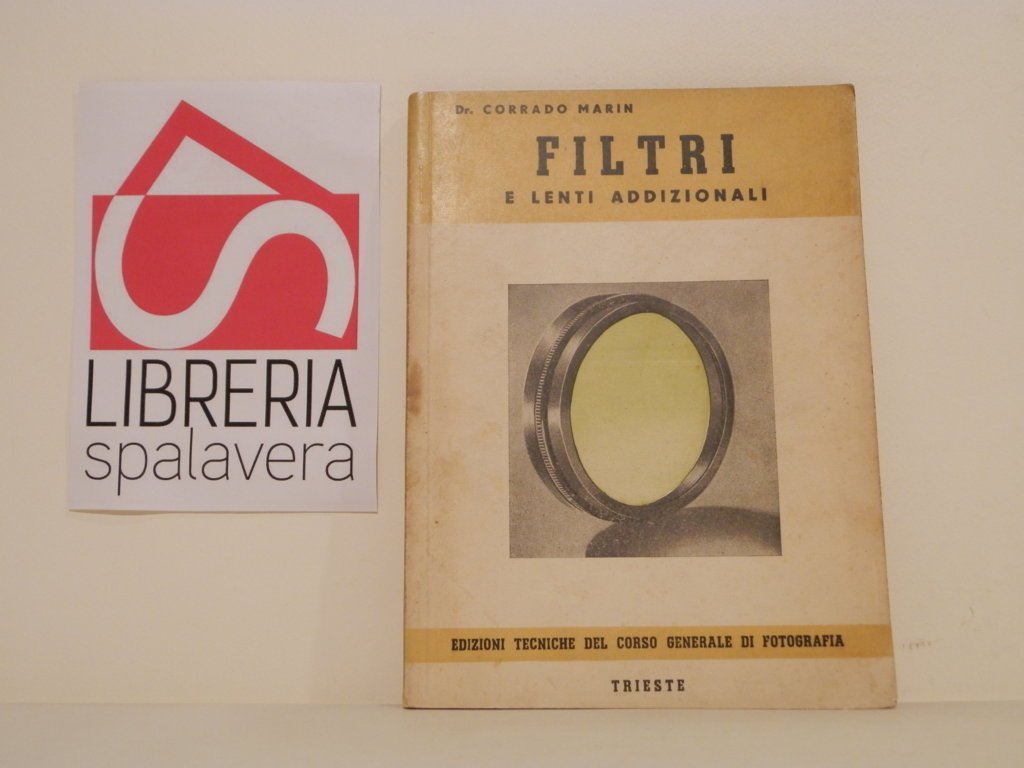 LIBRERIA
spalavera
Dr. CORRADO MARIN
FILTRI
E LENTI ADDIZIONALI
EDIZIONI TECNICHE DEL CORSO GENERALE DI FOTOGRAFIA
TRIESTE